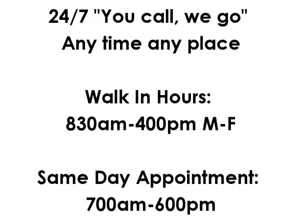 24/7 "You call, we go"
Any time any place
Walk In Hours:
830am-400pm M-F
Same Day Appointment:
700am-600pm